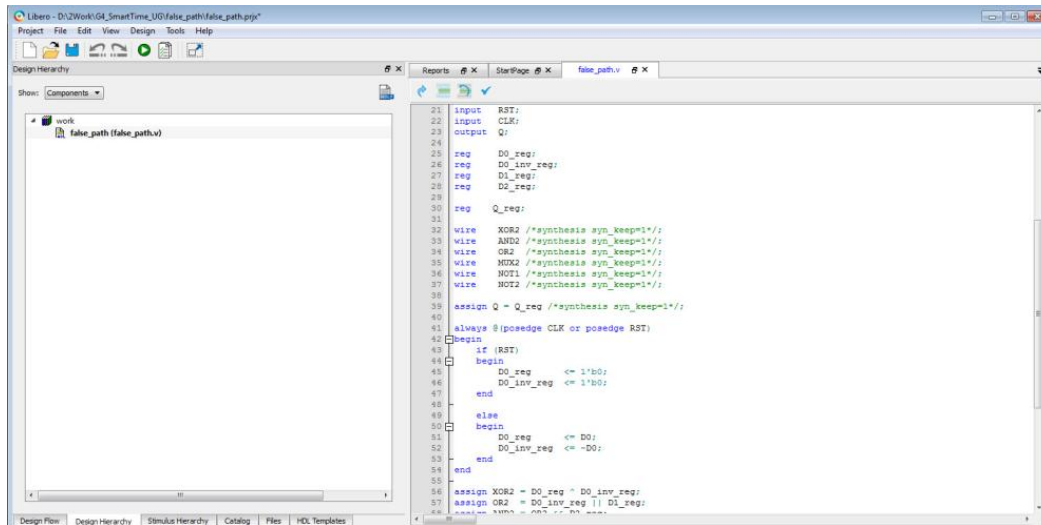 Libero - D:\2Work\G4_SmartTime_UG\false_path\false_path.prjx*
Project File Edit View Design Tools Help
Design Hierarchy
Show: Components
work
false_path (false_path.v)
Design Flow Design Hierarchy Stimulus Hierarchy Catalog Files HDL Templates
Reports StartPage false_path.v
21 input RST;
22 input CLK;
23 output Q;
24
25 reg D0_reg;
26 reg D0_inv_reg;
27 reg D1_reg;
28 reg D2_reg;
29
30 reg Q_reg;
31
32 wire XOR2 /*synthesis syn_keep=1*/;
33 wire AND2 /*synthesis syn_keep=1*/;
34 wire OR2 /*synthesis syn_keep=1*/;
35 wire MUX2 /*synthesis syn_keep=1*/;
36 wire NOT1 /*synthesis syn_keep=1*/;
37 wire NOT2 /*synthesis syn_keep=1*/;
38
39 assign Q = Q_reg /*synthesis syn_keep=1*/;
40
41 always @(posedge CLK or posedge RST)
42 begin
43 if (RST)
44 begin
45 D0_reg <= 1'b0;
46 D0_inv_reg <= 1'b0;
47 end
48
49 else
50 begin
51 D0_reg <= D0;
52 D0_inv_reg <= ~D0;
53 end
54 end
55
56 assign XOR2 = D0_reg ^ D0_inv_reg;
57 assign OR2 = D0_inv_reg || D1_reg;